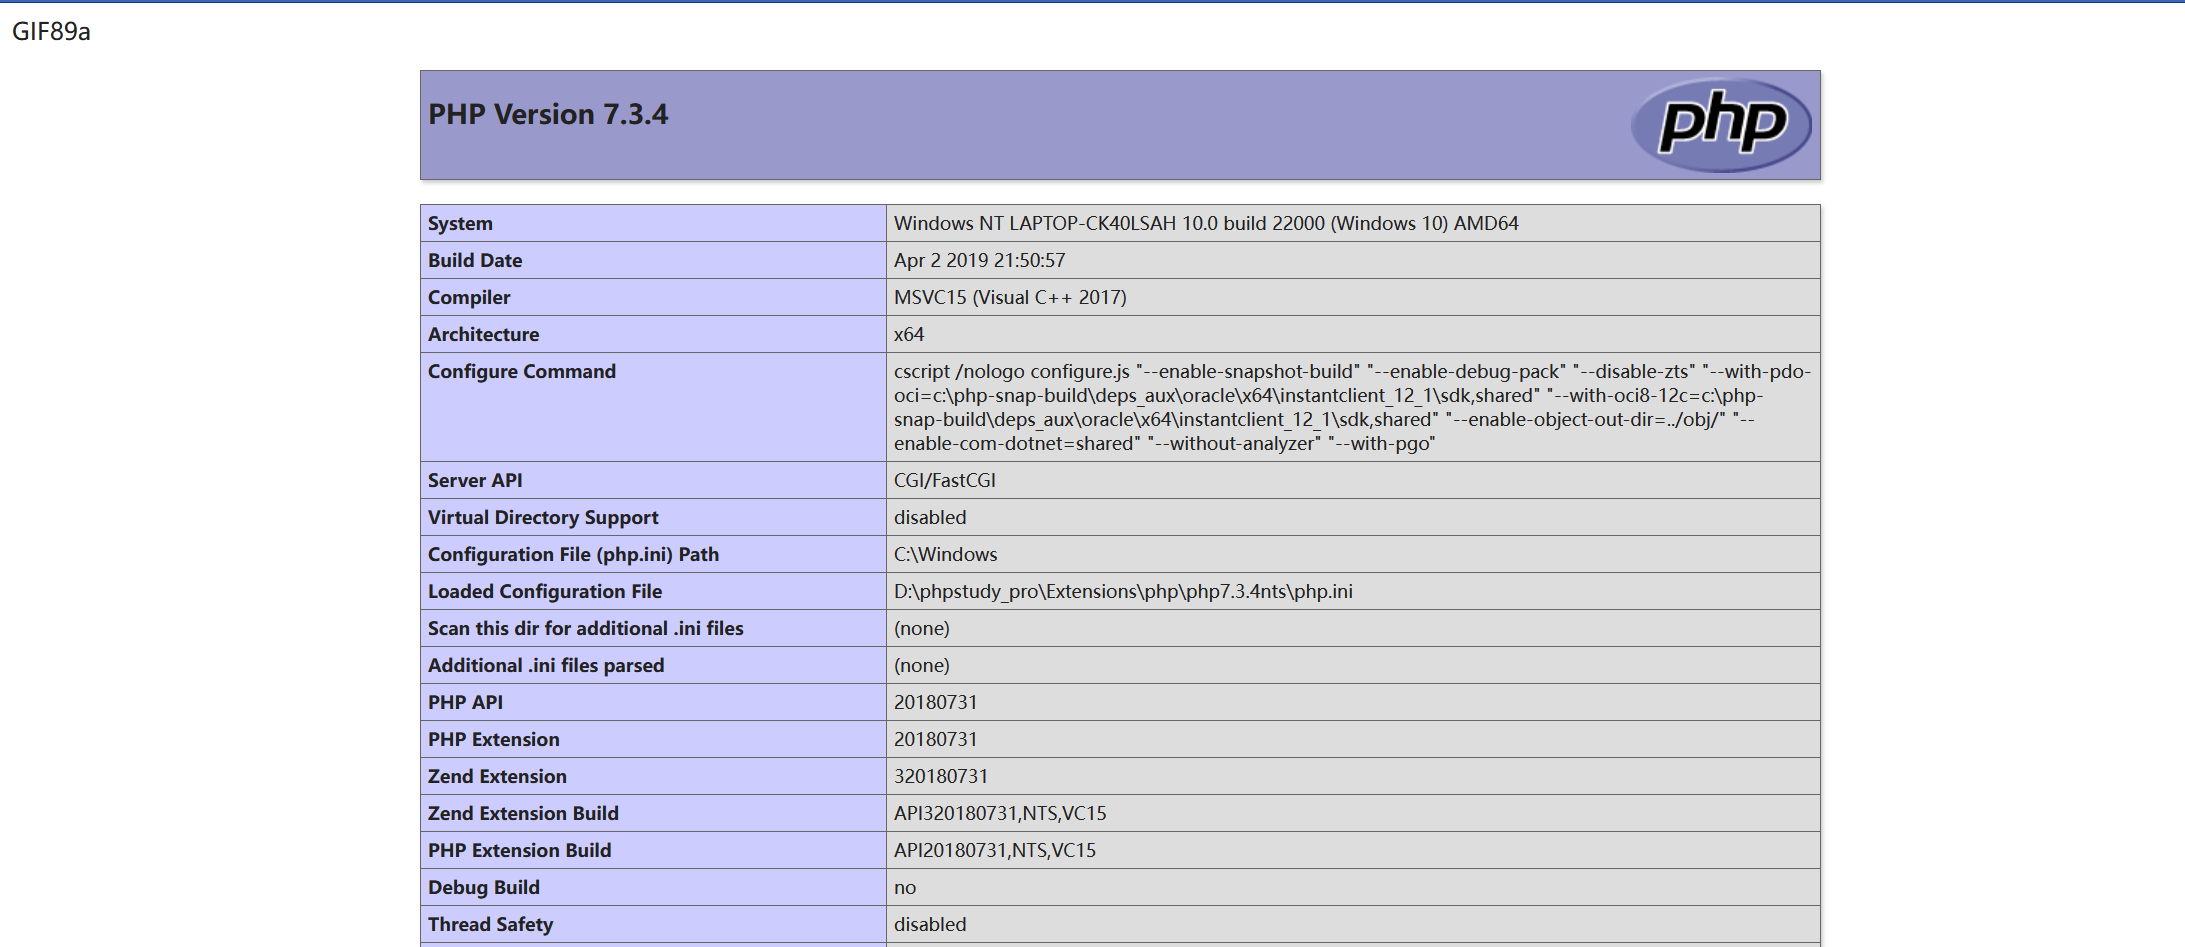 GIF89a
PHP Version 7.3.4
php
System
Windows NT LAPTOP-CK40LSAH 10.0 build 22000 (Windows 10) AMD64
Build Date
Apr 2 2019 21:50:57
Compiler
MSVC15 (Visual C++ 2017)
Architecture
x64
Configure Command
cscript /nologo configure.js "--enable-snapshot-build" "--enable-debug-pack" "--disable-zts" "--with-pdo-
oci=c:\php-snap-build\deps_aux\oracle\x64\instantclient_12_1\sdk,shared" "--with-oci8-12c=c:\php-
snap-build\deps_aux\oracle\x64\instantclient_12_1\sdk,shared" "--enable-object-out-dir=../obj/" "--
enable-com-dotnet=shared" "--without-analyzer" "--with-pgo"
Server API
CGI/FastCGI
Virtual Directory Support
disabled
Configuration File (php.ini) Path
C:\Windows
Loaded Configuration File
D:\phpstudy_pro\Extensions\php\php7.3.4nts\php.ini
Scan this dir for additional .ini files
(none)
Additional .ini files parsed
(none)
PHP API
20180731
PHP Extension
20180731
Zend Extension
320180731
Zend Extension Build
API320180731,NTS,VC15
PHP Extension Build
API20180731,NTS,VC15
Debug Build
no
Thread Safety
disabled